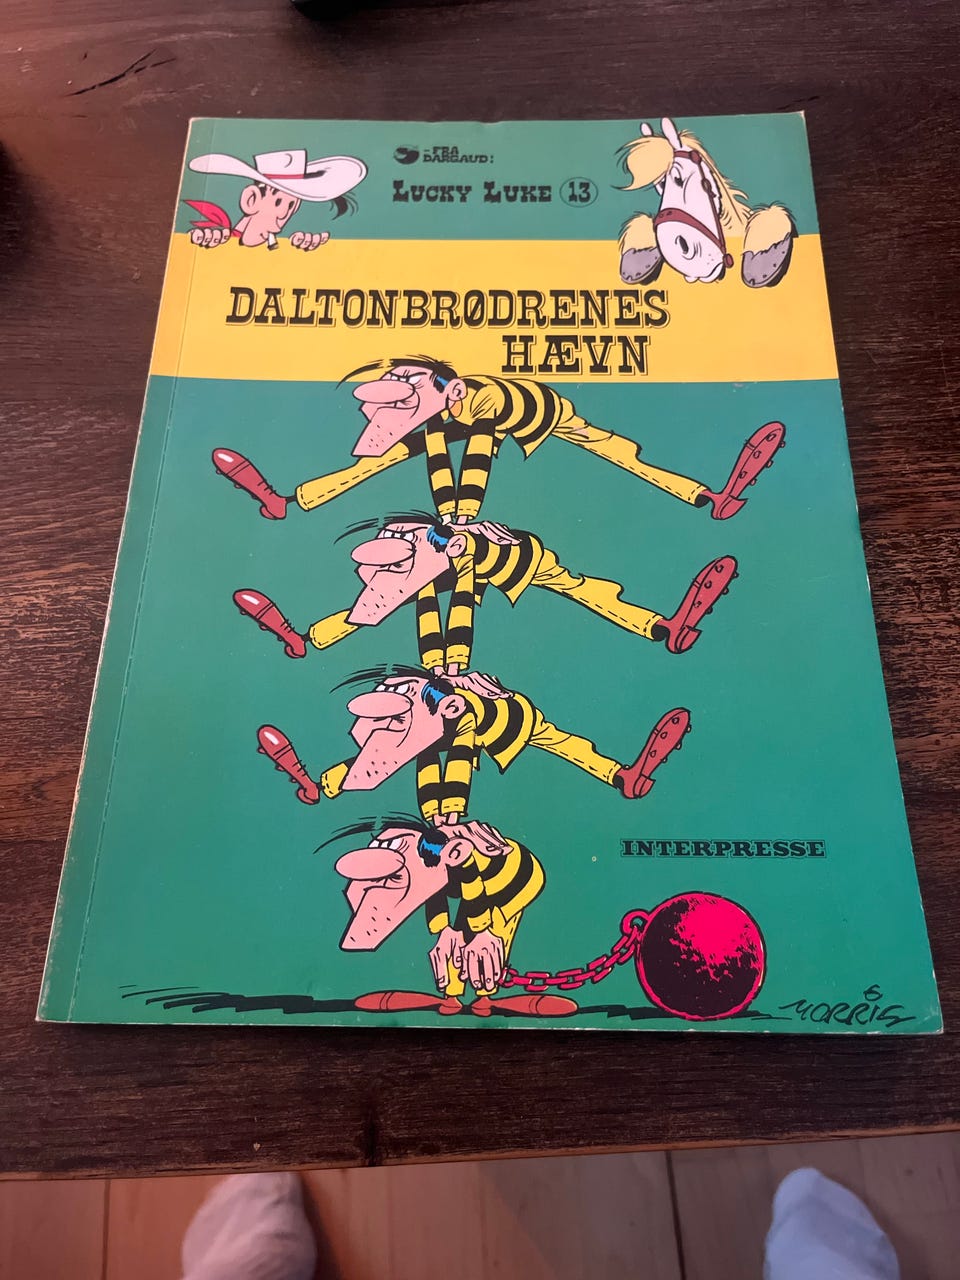 - FRA
DARGAUD!
LUCKY LUKE 13
DALTONBRØDRENES
HÆVN
INTERPRESSE
MORRIS